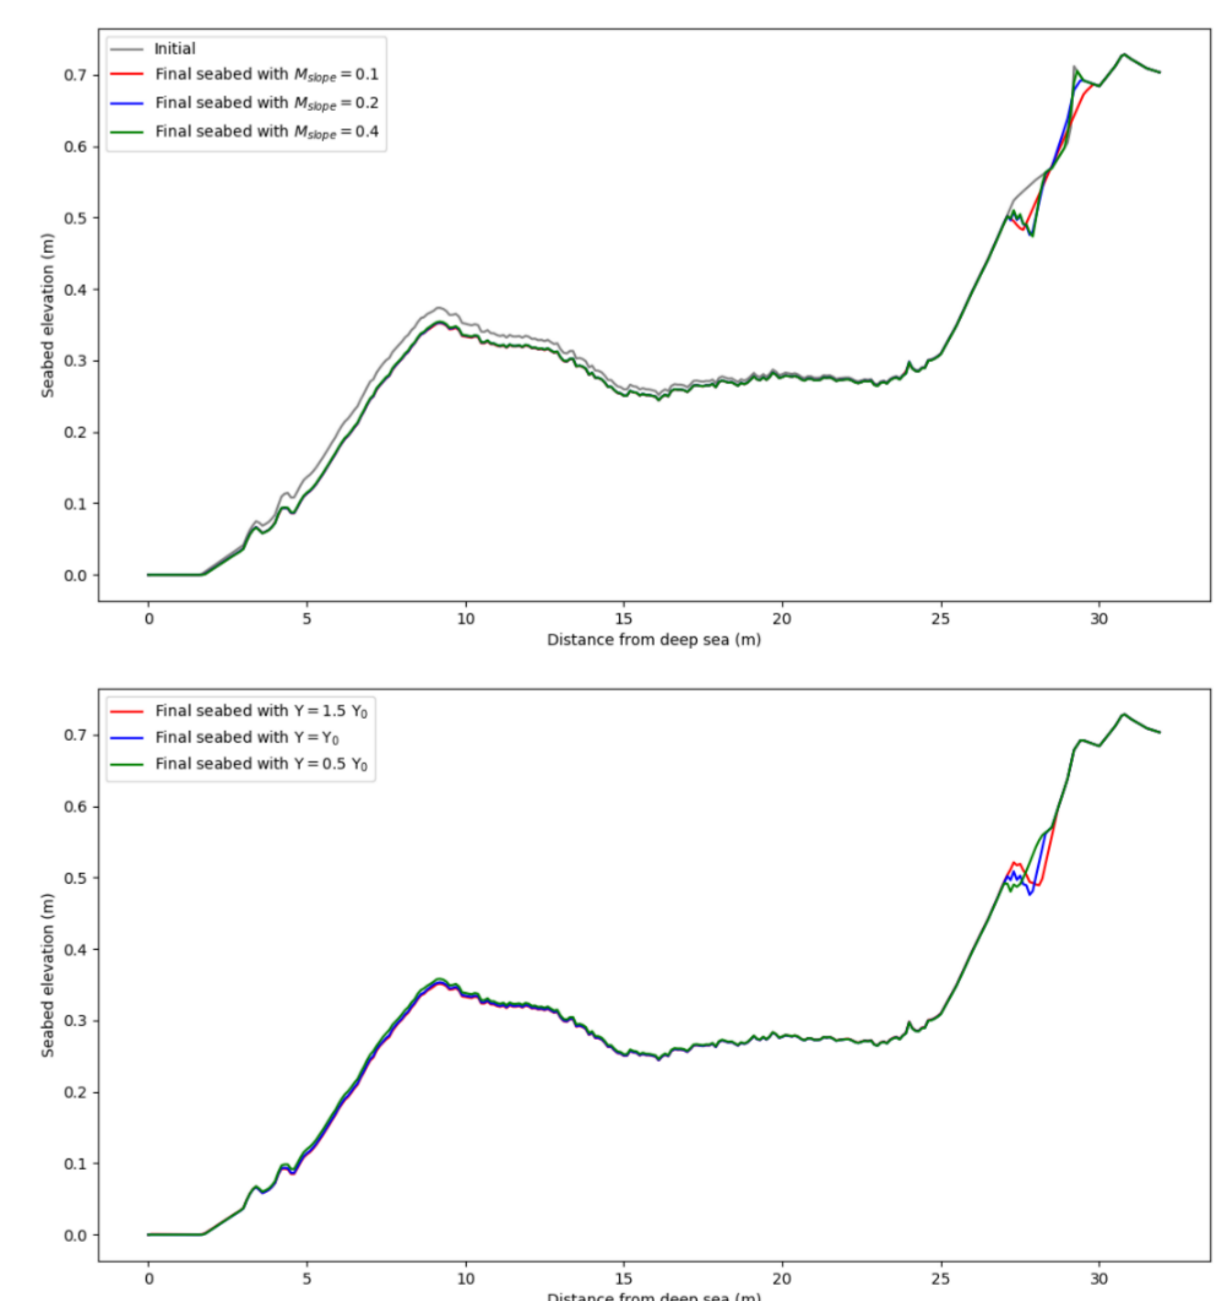 Initial
Final seabed with M_slope = 0.1
Final seabed with M_slope = 0.2
Final seabed with M_slope = 0.4
0.7
0.6
0.5
0.4
0.3
0.2
0.1
0.0
Seabed elevation (m)
0 5 10 15 20 25 30
Distance from deep sea (m)
Final seabed with Y = 1.5 Y₀
Final seabed with Y = Y₀
Final seabed with Y = 0.5 Y₀
0.7
0.6
0.5
0.4
0.3
0.2
0.1
0.0
Seabed elevation (m)
0 5 10 15 20 25 30
Distance from deep sea (m)